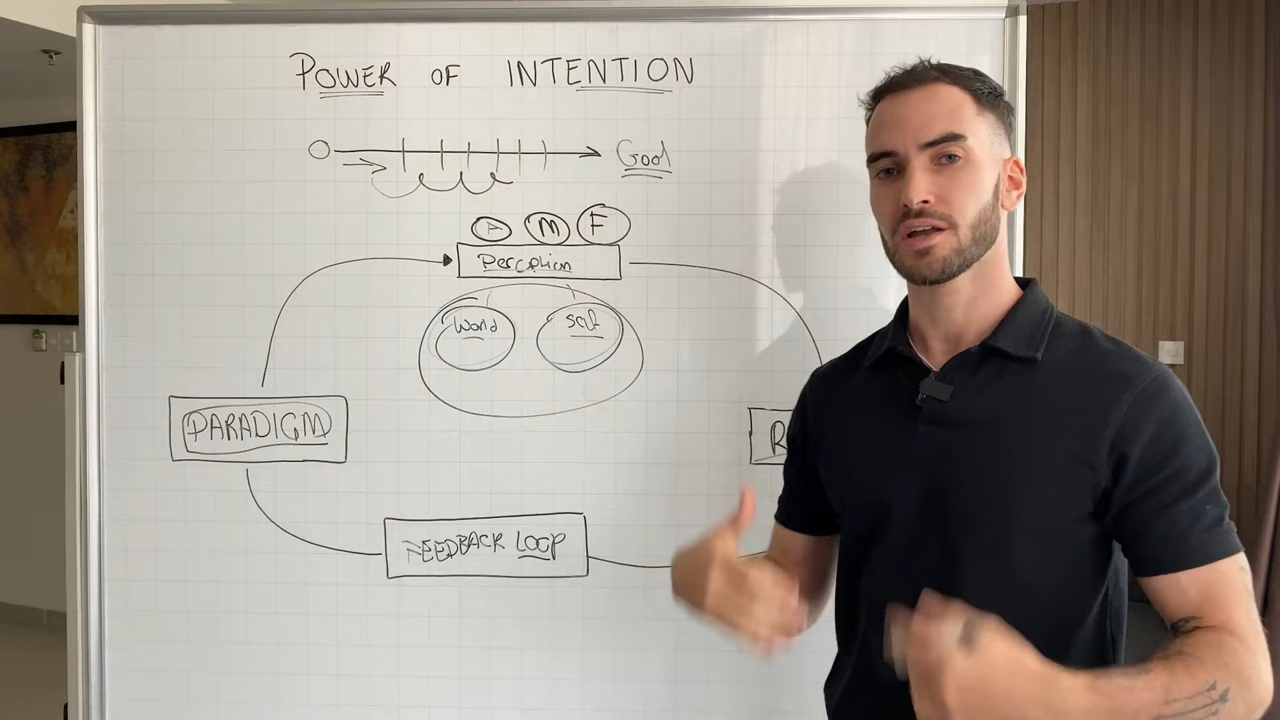 POWER OF INTENTION
Goal
A M F
Perception
World self
PARADIGM
R
FEEDBACK LOOP